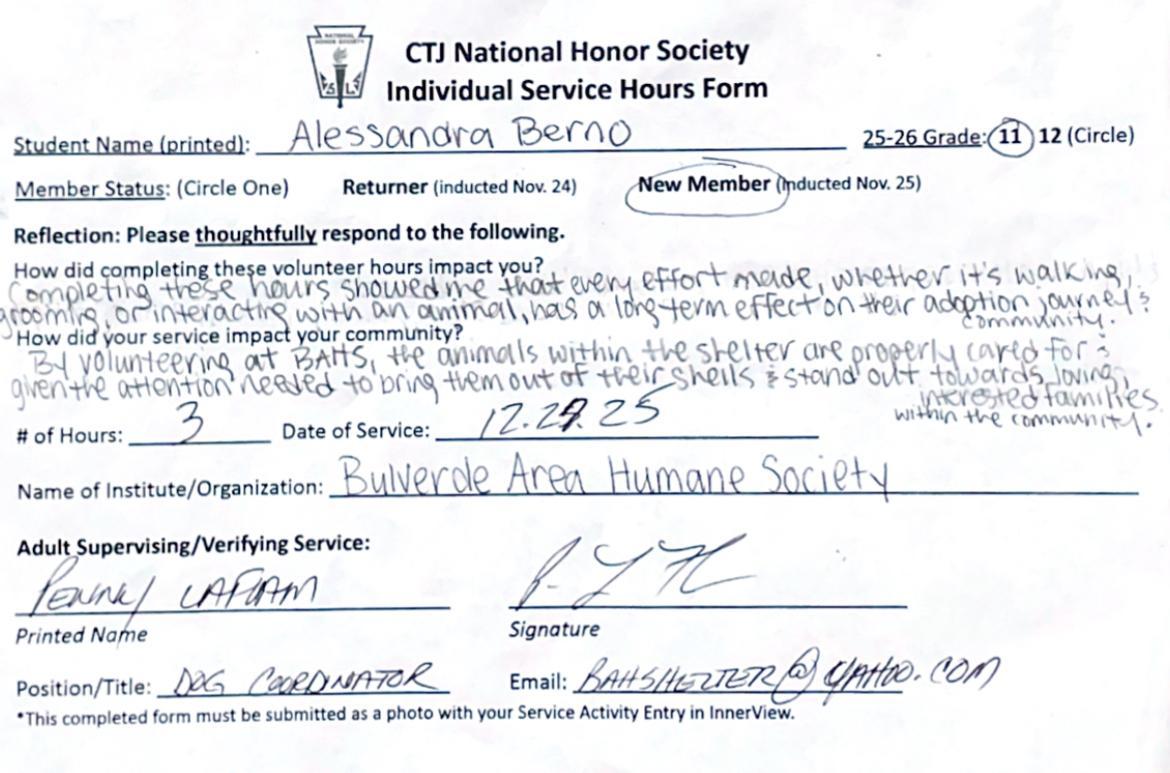 NATIONAL
HONOR SOCIETY
CTJ National Honor Society
Individual Service Hours Form
Student Name (printed): Alessandra Berno 25-26 Grade: 11 12 (Circle)
Member Status: (Circle One) Returner (inducted Nov. 24) New Member (Inducted Nov. 25)
Reflection: Please thoughtfully respond to the following.
How did completing these volunteer hours impact you?
Completing these hours showed me that every effort made, whether it's walking,
grooming, or interacting with an animal, has a long-term effect on their adoption journey &
community.
How did your service impact your community?
By volunteering at BAHS, the animals within the shelter are properly cared for &
given the attention needed to bring them out of their shells & stand out towards loving,
interested families
within the community.
# of Hours: 3 Date of Service: 12.29.25
Name of Institute/Organization: Bulverde Area Humane Society
Adult Supervising/Verifying Service:
PENNY
Printed Name Signature
Position/Title: DOG COORDINATOR Email: BAHSHELTER@YAHOO.COM
*This completed form must be submitted as a photo with your Service Activity Entry in InnerView.